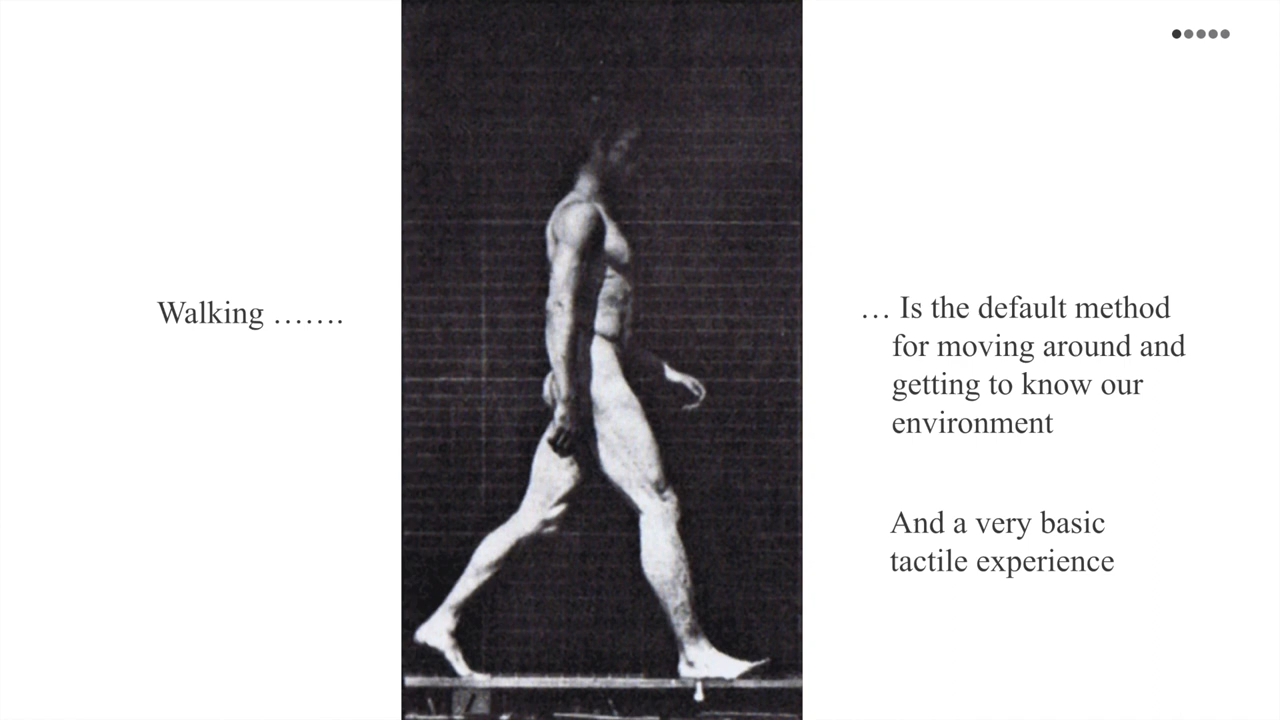 Walking …….
… Is the default method
for moving around and
getting to know our
environment
And a very basic
tactile experience